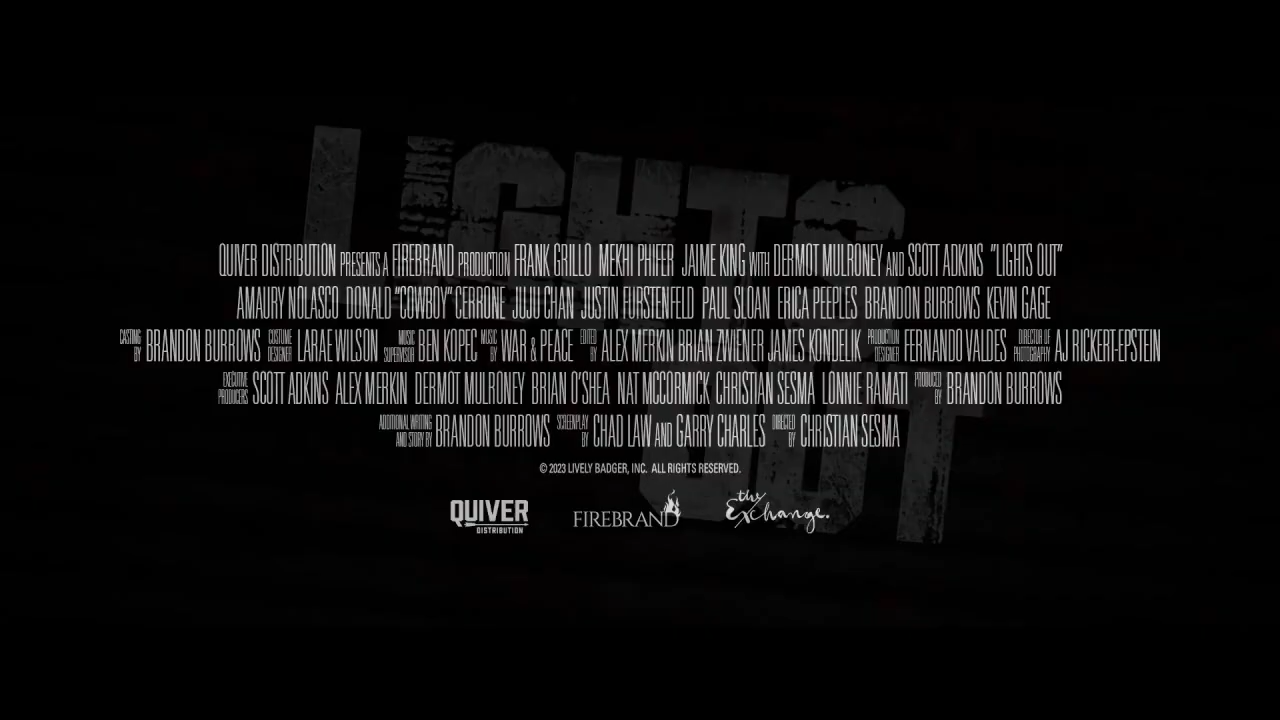 LIGHTS
OUT
QUIVER DISTRIBUTION PRESENTS A FIREBRAND PRODUCTION FRANK GRILLO MEKHI PHIFER JAIME KING WITH DERMOT MULRONEY AND SCOTT ADKINS "LIGHTS OUT"
AMAURY NOLASCO DONALD "COWBOY" CERRONE JUJU CHAN JUSTIN FURSTENFELD PAUL SLOAN ERICA PEEPLES BRANDON BURROWS KEVIN GAGE
CASTING BY BRANDON BURROWS COSTUME DESIGNER LARAE WILSON MUSIC SUPERVISOR BEN KOPEC MUSIC BY WAR & PEACE EDITED BY ALEX MERKIN BRIAN ZWIENER JAMES KONDELIK PRODUCTION DESIGNER FERNANDO VALDES DIRECTOR OF PHOTOGRAPHY AJ RICKERT-EPSTEIN
EXECUTIVE PRODUCERS SCOTT ADKINS ALEX MERKIN DERMOT MULRONEY BRIAN O'SHEA NAT MCCORMICK CHRISTIAN SESMA LONNIE RAMATI PRODUCED BY BRANDON BURROWS
ADDITIONAL WRITING AND STORY BY BRANDON BURROWS SCREENPLAY BY CHAD LAW AND GARRY CHARLES DIRECTED BY CHRISTIAN SESMA
© 2023 LIVELY BADGER, INC. ALL RIGHTS RESERVED.
QUIVER DISTRIBUTION FIREBRAND the Exchange.